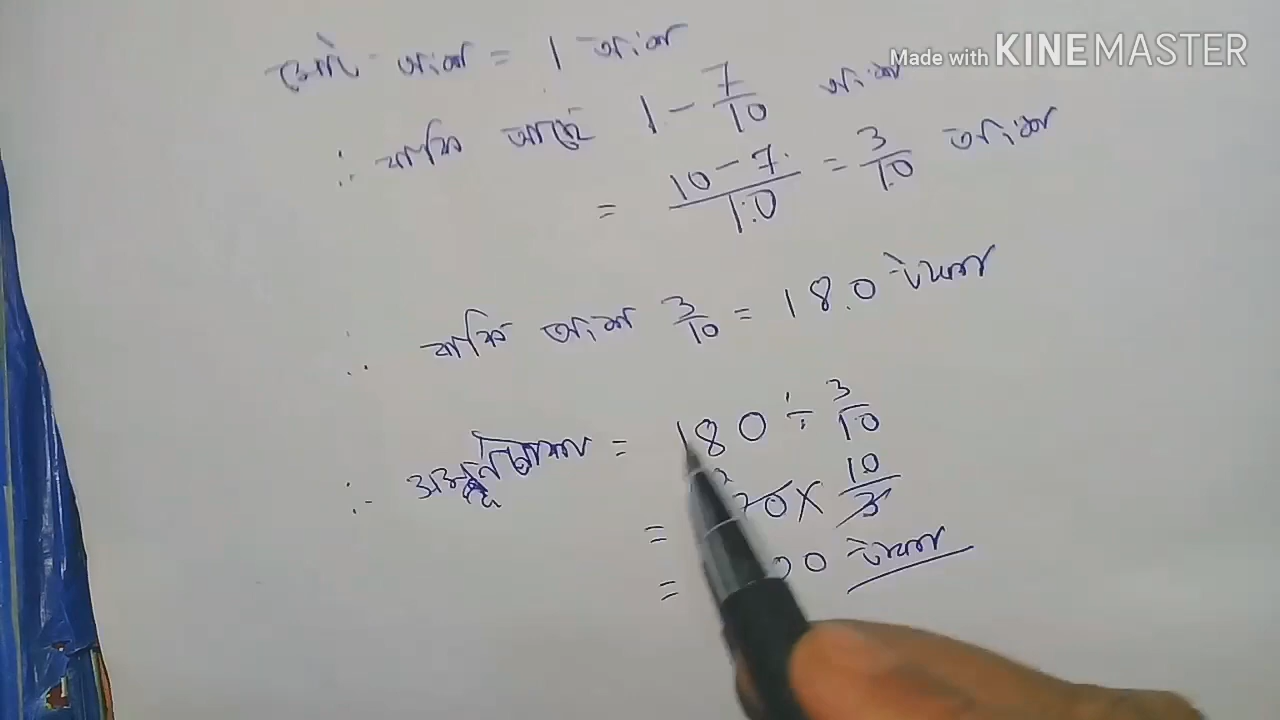 Made with KINEMASTER
মোট অংশ = 1 অংশ
∴ বাকি আছে 1 - 7/10 অংশ
= 10 - 7/10 = 3/10 অংশ
∴ বাকি অংশ 3/10 = 180 টাকা
∴ = 180 ÷ 3/10
= × 10/3
= 00 টাকা